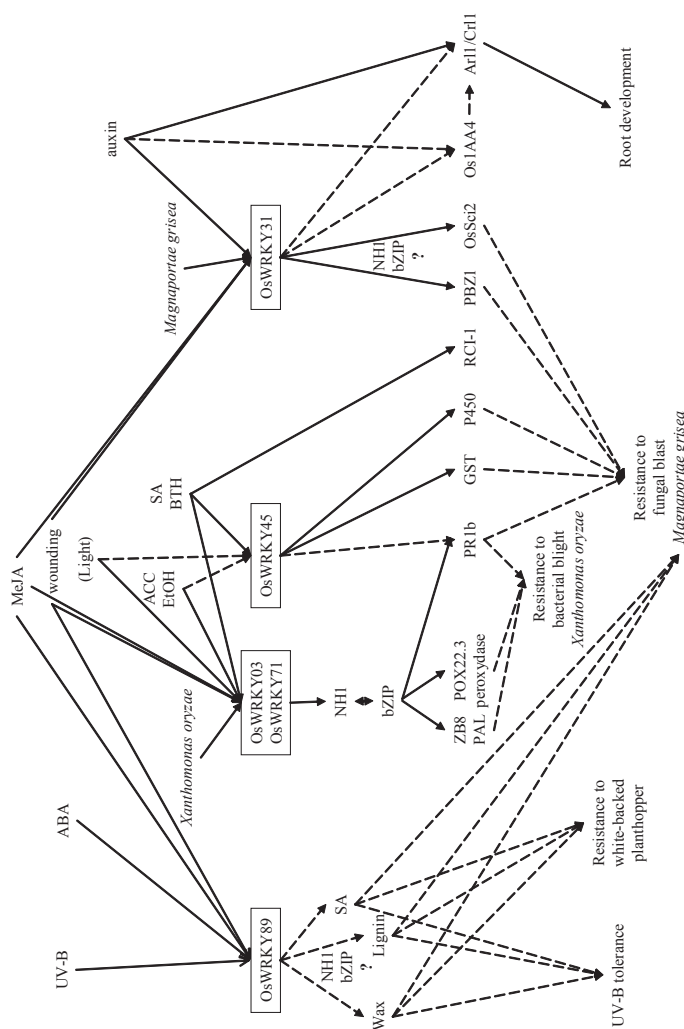 UV-B
ABA
MeJA
wounding
(Light)
auxin
Xanthomonas oryzae
ACC
EtOH
SA
BTH
Magnaportae grisea
OsWRKY89
OsWRKY03
OsWRKY71
OsWRKY45
OsWRKY31
NH1
bZIP
?
NH1
bZIP
NH1
bZIP
?
Wax
Lignin
SA
ZB8
PAL
POX22.3
peroxydase
PR1b
GST
P450
RCI-1
PBZ1
OsSci2
Os1AA4
Arl1/Crl1
UV-B tolerance
Resistance to
white-backed
planthopper
Resistance to
bacterial blight
Xanthomonas oryzae
Resistance to
fungal blast
Magnaportae grisea
Root development